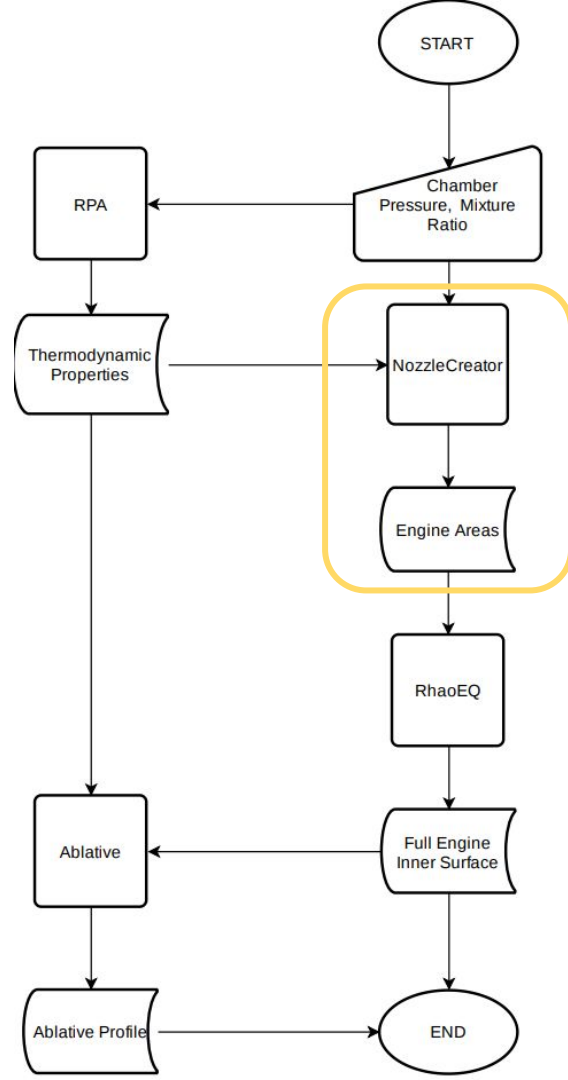 START
Chamber
Pressure, Mixture
Ratio
RPA
Thermodynamic
Properties
NozzleCreator
Engine Areas
RhaoEQ
Full Engine
Inner Surface
Ablative
Ablative Profile
END